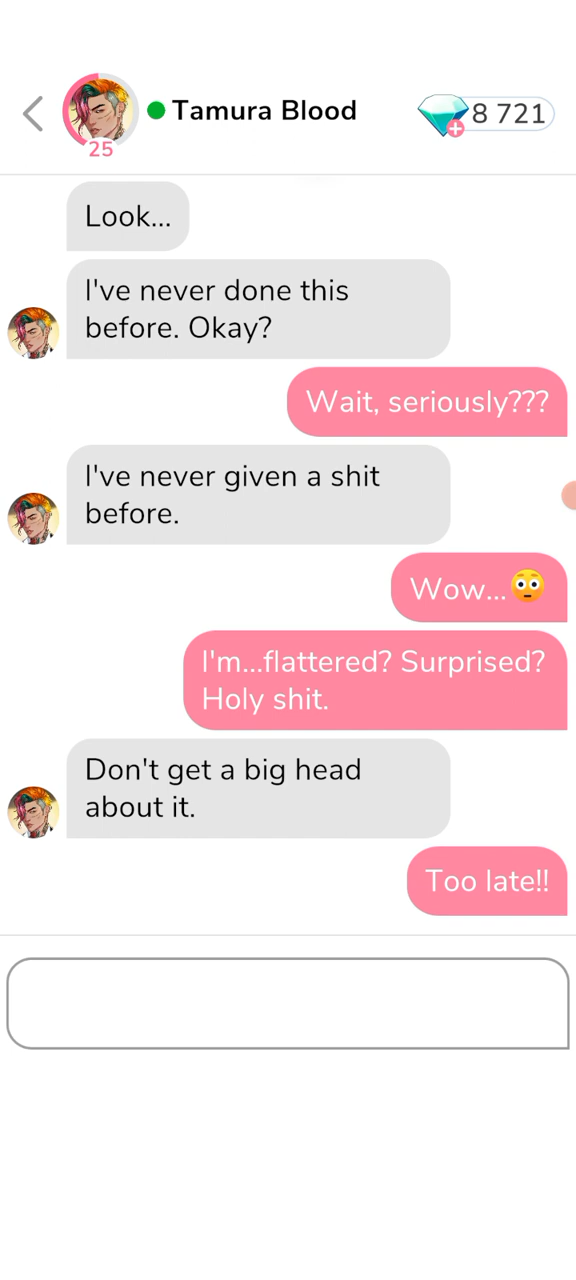 Tamura Blood
8 721
25
Look...
I've never done this
before. Okay?
Wait, seriously???
I've never given a shit
before.
Wow...😳
I'm...flattered? Surprised?
Holy shit.
Don't get a big head
about it.
Too late!!